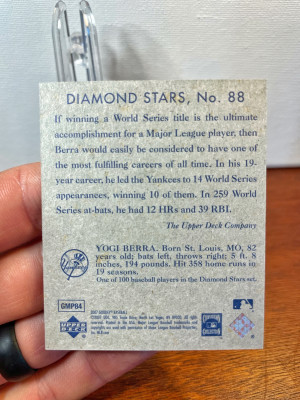 DIAMOND STARS, No. 88
If winning a World Series title is the ultimate
accomplishment for a Major League player, then
Berra would easily be considered to have one of
the most fulfilling careers of all time. In his 19-
year career, he led the Yankees to 14 World Series
appearances, winning 10 of them. In 259 World
Series at-bats, he had 12 HRs and 39 RBI.
The Upper Deck Company
YOGI BERRA. Born St. Louis, MO, 82
years old; bats left, throws right; 5 ft. 8
inches, 194 pounds. Hit 358 home runs in
19 seasons.
One of 100 baseball players in the Diamond Stars set.
GMP84
UPPER DECK